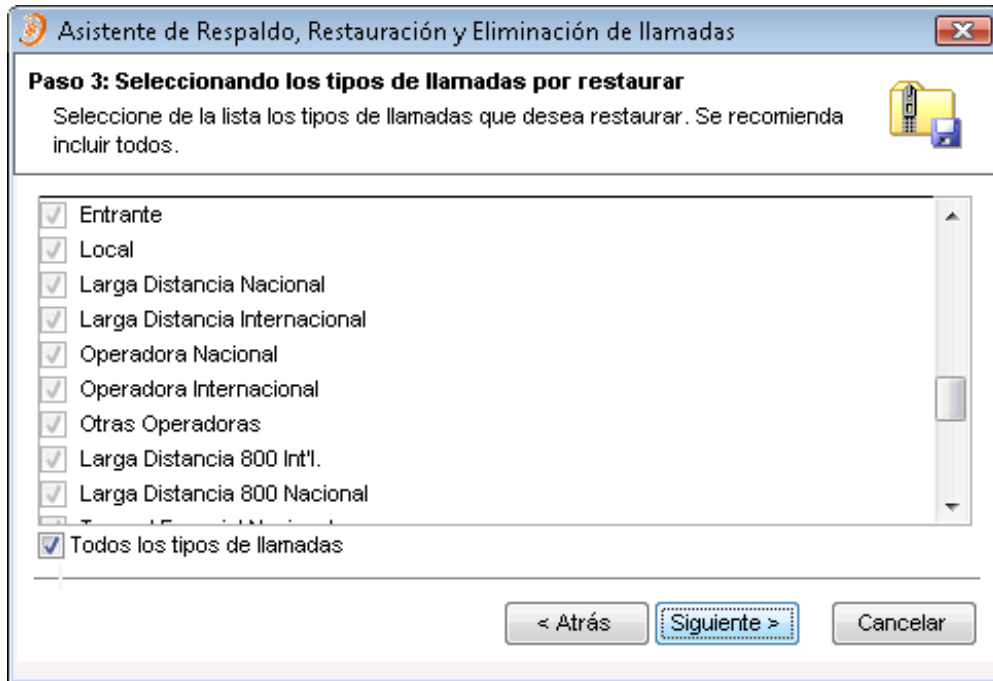 Asistente de Respaldo, Restauración y Eliminación de llamadas
Paso 3: Seleccionando los tipos de llamadas por restaurar
Seleccione de la lista los tipos de llamadas que desea restaurar. Se recomienda
incluir todos.
Entrante
Local
Larga Distancia Nacional
Larga Distancia Internacional
Operadora Nacional
Operadora Internacional
Otras Operadoras
Larga Distancia 800 Int'l.
Larga Distancia 800 Nacional
Todos los tipos de llamadas
< Atrás
Siguiente >
Cancelar